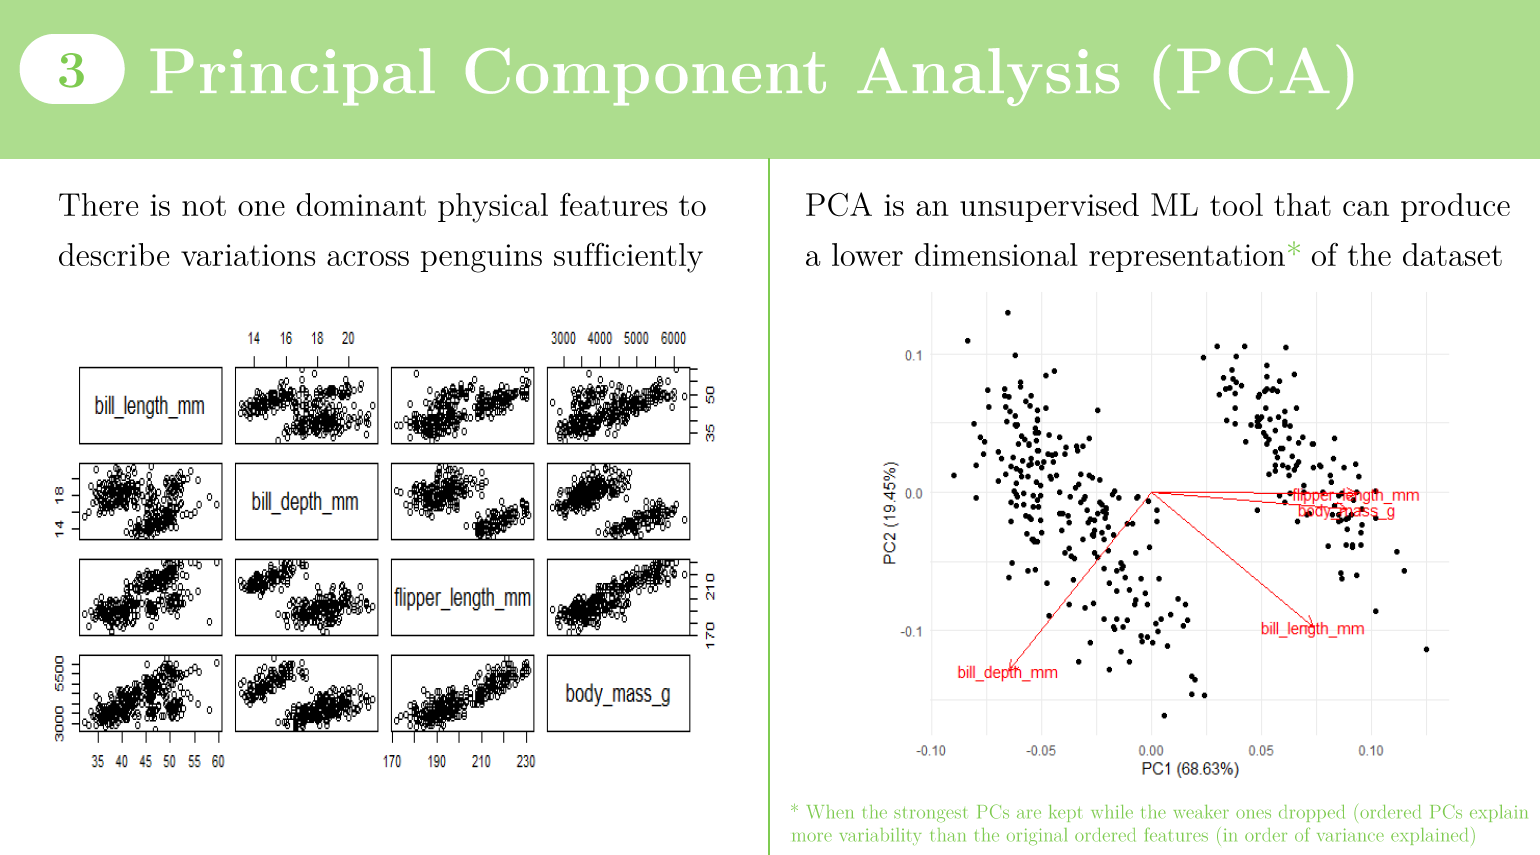 3 Principal Component Analysis (PCA)
There is not one dominant physical features to
describe variations across penguins sufficiently
14 16 18 20
3000 4000 5000 6000
bill_length_mm
35 50
bill_depth_mm
14 18
flipper_length_mm
170 210
body_mass_g
3000 5500
35 40 45 50 55 60
170 190 210 230
PCA is an unsupervised ML tool that can produce
a lower dimensional representation* of the dataset
0.1
0.0
-0.1
PC2 (19.45%)
flipper_length_mm
body_mass_g
bill_length_mm
bill_depth_mm
-0.10 -0.05 0.00 0.05 0.10
PC1 (68.63%)
* When the strongest PCs are kept while the weaker ones dropped (ordered PCs explain
more variability than the original ordered features (in order of variance explained)